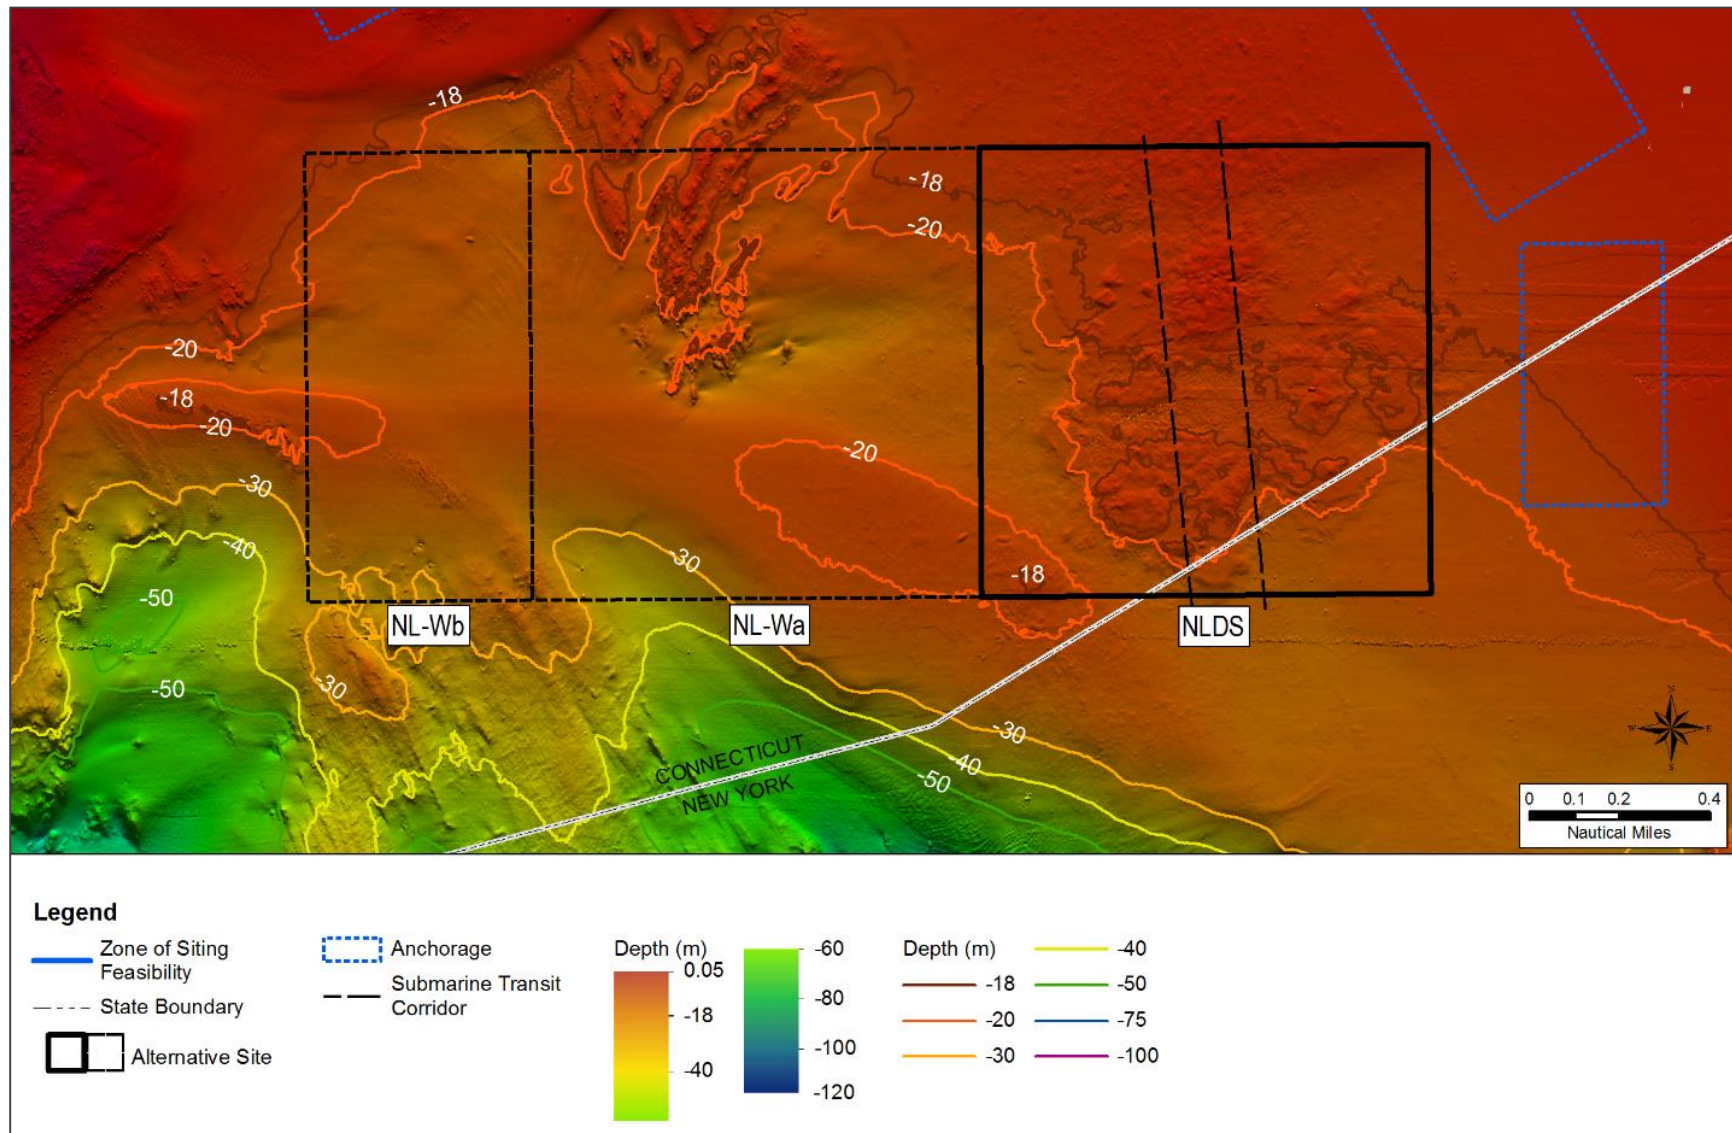 -18
-18
-20
-20
-18
-20
-20
-30
-40
-30
-50
-18
NL-Wb
NL-Wa
NLDS
-50
-30
-30
-40
-50
CONNECTICUT
NEW YORK
N
W E
S
0 0.1 0.2 0.4
Nautical Miles
Legend
Zone of Siting
Feasibility
State Boundary
Alternative Site
Anchorage
Submarine Transit
Corridor
Depth (m)
0.05
-18
-40
-60
-80
-100
-120
Depth (m)
-18
-20
-30
-40
-50
-75
-100